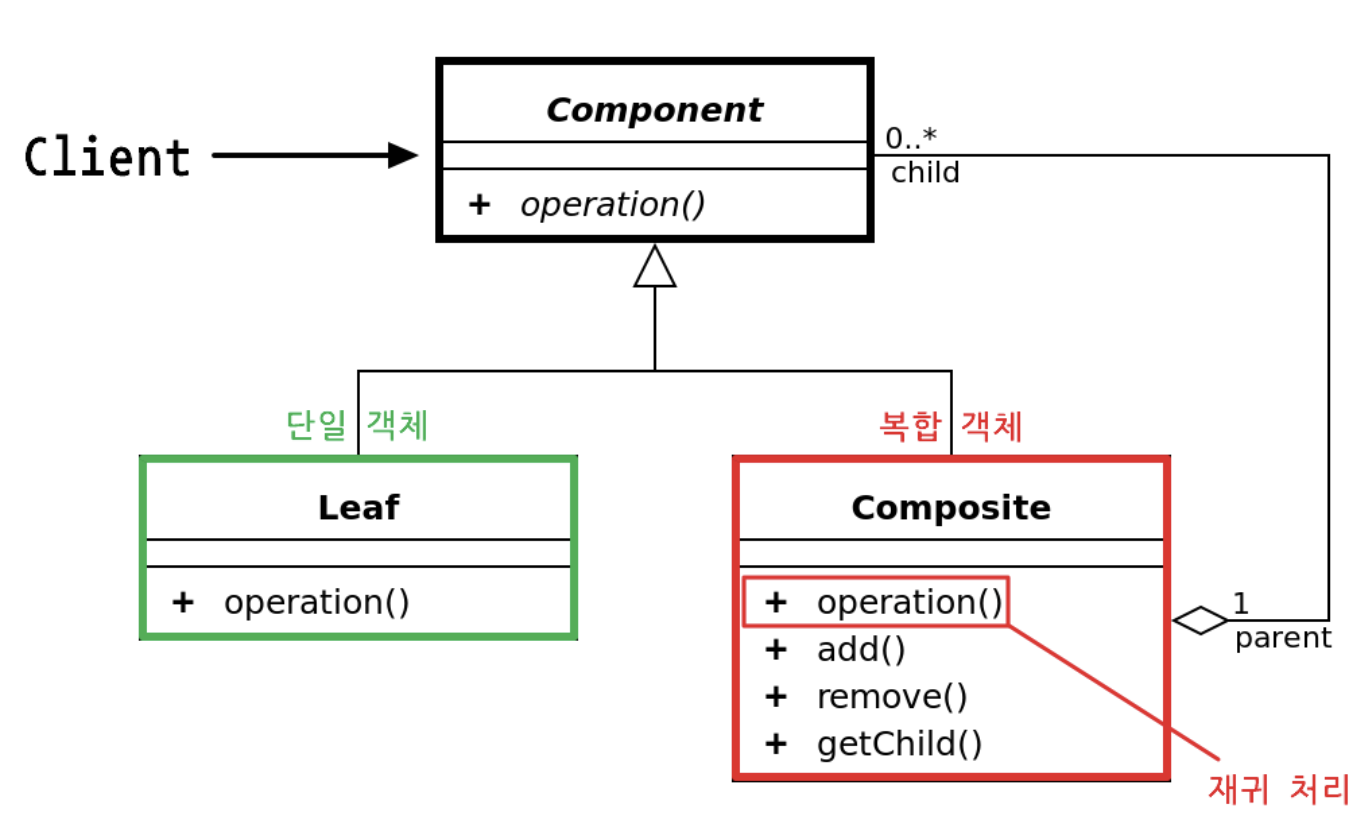 Component
Client
0..*
child
+ operation()
단일 객체
복합 객체
Leaf
+ operation()
Composite
+ operation()
+ add()
+ remove()
+ getChild()
1
parent
재귀 처리